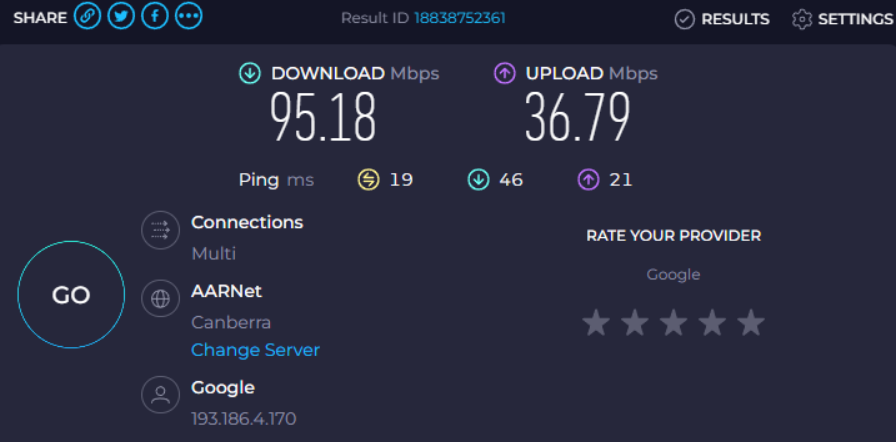 SHARE Result ID 18838752361 RESULTS SETTINGS
DOWNLOAD Mbps UPLOAD Mbps
95.18 36.79
Ping ms 19 46 21
Connections
Multi
RATE YOUR PROVIDER
Google
GO
AARNet
Canberra
Change Server
Google
193.186.4.170